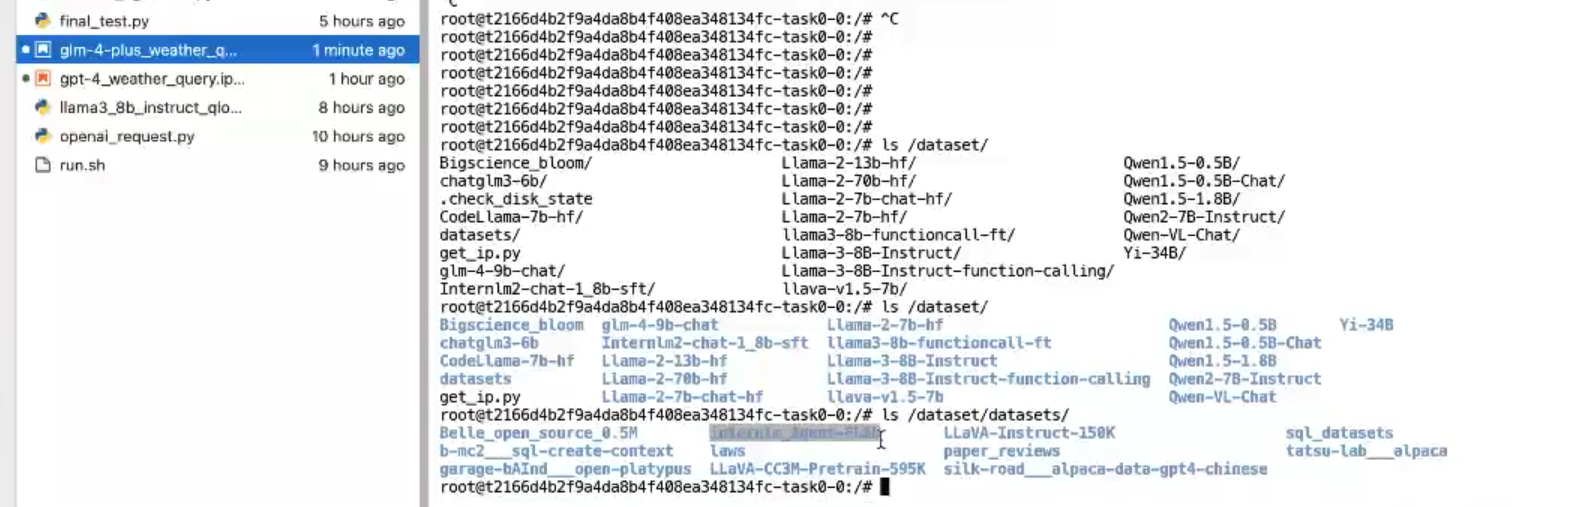 final_test.py 5 hours ago
glm-4-plus_weather_q... 1 minute ago
gpt-4_weather_query.ip... 1 hour ago
llama3_8b_instruct_qlo... 8 hours ago
openai_request.py 10 hours ago
run.sh 9 hours ago
root@t2166d4b2f9a4da8b4f408ea348134fc-task0-0:/# ^C
root@t2166d4b2f9a4da8b4f408ea348134fc-task0-0:/#
root@t2166d4b2f9a4da8b4f408ea348134fc-task0-0:/#
root@t2166d4b2f9a4da8b4f408ea348134fc-task0-0:/#
root@t2166d4b2f9a4da8b4f408ea348134fc-task0-0:/#
root@t2166d4b2f9a4da8b4f408ea348134fc-task0-0:/#
root@t2166d4b2f9a4da8b4f408ea348134fc-task0-0:/#
root@t2166d4b2f9a4da8b4f408ea348134fc-task0-0:/# ls /dataset/
Bigscience_bloom/ Llama-2-13b-hf/ Qwen1.5-0.5B/
chatglm3-6b/ Llama-2-70b-hf/ Qwen1.5-0.5B-Chat/
.check_disk_state Llama-2-7b-chat-hf/ Qwen1.5-1.8B/
CodeLlama-7b-hf/ Llama-2-7b-hf/ Qwen2-7B-Instruct/
datasets/ llama3-8b-functioncall-ft/ Qwen-VL-Chat/
get_ip.py Llama-3-8B-Instruct/ Yi-34B/
glm-4-9b-chat/ Llama-3-8B-Instruct-function-calling/
Internlm2-chat-1_8b-sft/ llava-v1.5-7b/
root@t2166d4b2f9a4da8b4f408ea348134fc-task0-0:/# ls /dataset/
Bigscience_bloom glm-4-9b-chat Llama-2-7b-hf Qwen1.5-0.5B Yi-34B
chatglm3-6b Internlm2-chat-1_8b-sft llama3-8b-functioncall-ft Qwen1.5-0.5B-Chat
CodeLlama-7b-hf Llama-2-13b-hf Llama-3-8B-Instruct Qwen1.5-1.8B
datasets Llama-2-70b-hf Llama-3-8B-Instruct-function-calling Qwen2-7B-Instruct
get_ip.py Llama-2-7b-chat-hf llava-v1.5-7b Qwen-VL-Chat
root@t2166d4b2f9a4da8b4f408ea348134fc-task0-0:/# ls /dataset/datasets/
Belle_open_source_0.5M LLaVA-Instruct-150K sql_datasets
b-mc2___sql-create-context laws paper_reviews tatsu-lab___alpaca
garage-bAInd___open-platypus LLaVA-CC3M-Pretrain-595K silk-road___alpaca-data-gpt4-chinese
root@t2166d4b2f9a4da8b4f408ea348134fc-task0-0:/#